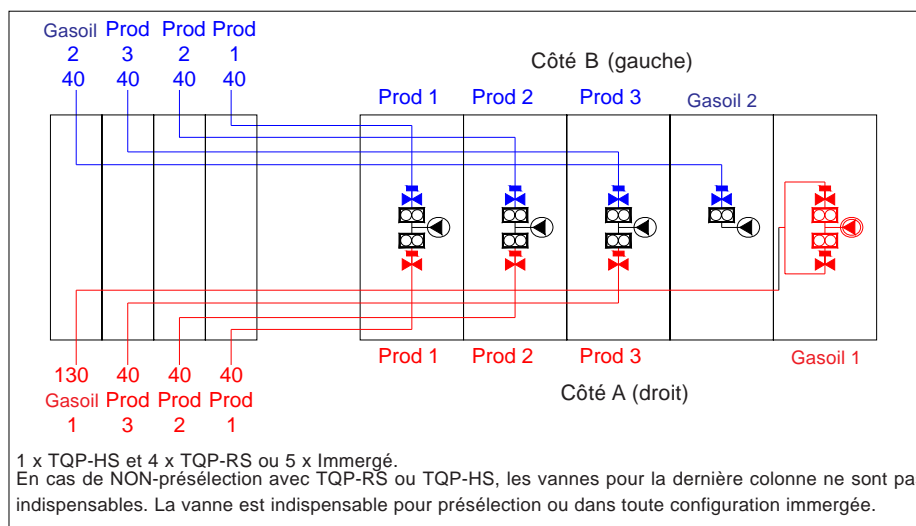 Gasoil Prod Prod Prod
2 3 2 1
40 40 40 40
Côté B (gauche)
Prod 1 Prod 2 Prod 3 Gasoil 2
Prod 1 Prod 2 Prod 3 Gasoil 1
130 40 40 40
Gasoil Prod Prod Prod
1 3 2 1
Côté A (droit)
1 x TQP-HS et 4 x TQP-RS ou 5 x Immergé.
En cas de NON-présélection avec TQP-RS ou TQP-HS, les vannes pour la dernière colonne ne sont pa
indispensables. La vanne est indispensable pour présélection ou dans toute configuration immergée.